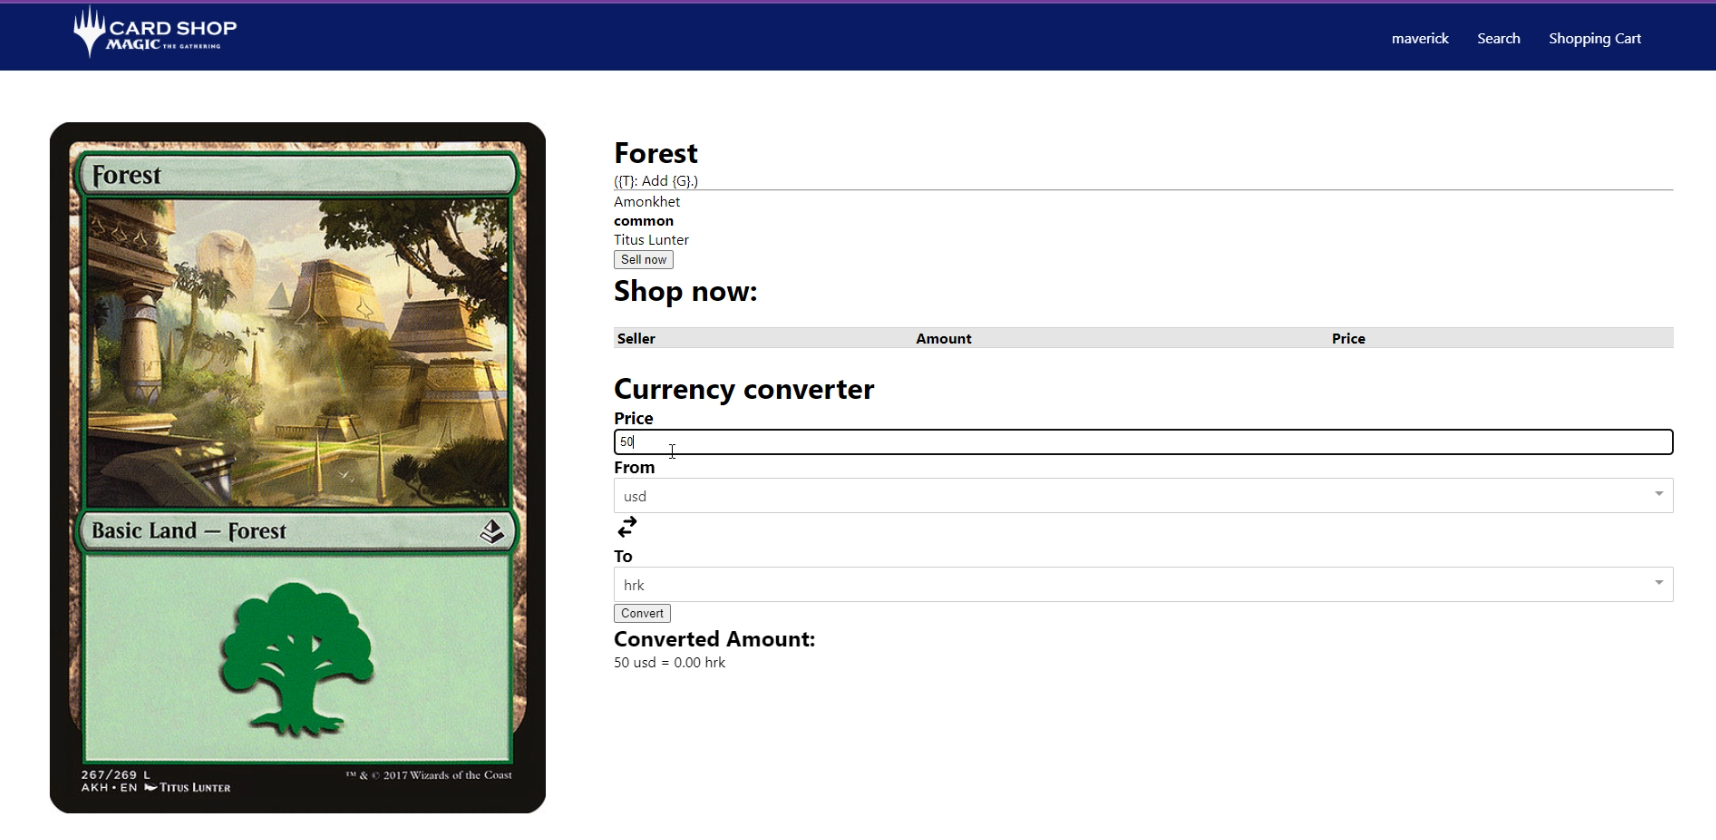 CARD SHOP
MAGIC THE GATHERING
maverick
Search
Shopping Cart
Forest
Basic Land — Forest
267/269 L
AKH • EN Titus Lunter
™ & © 2017 Wizards of the Coast
Forest
({T}: Add {G}.)
Amonkhet
common
Titus Lunter
Sell now
Shop now:
Seller Amount Price
Currency converter
Price
50
From
usd
To
hrk
Convert
Converted Amount:
50 usd = 0.00 hrk